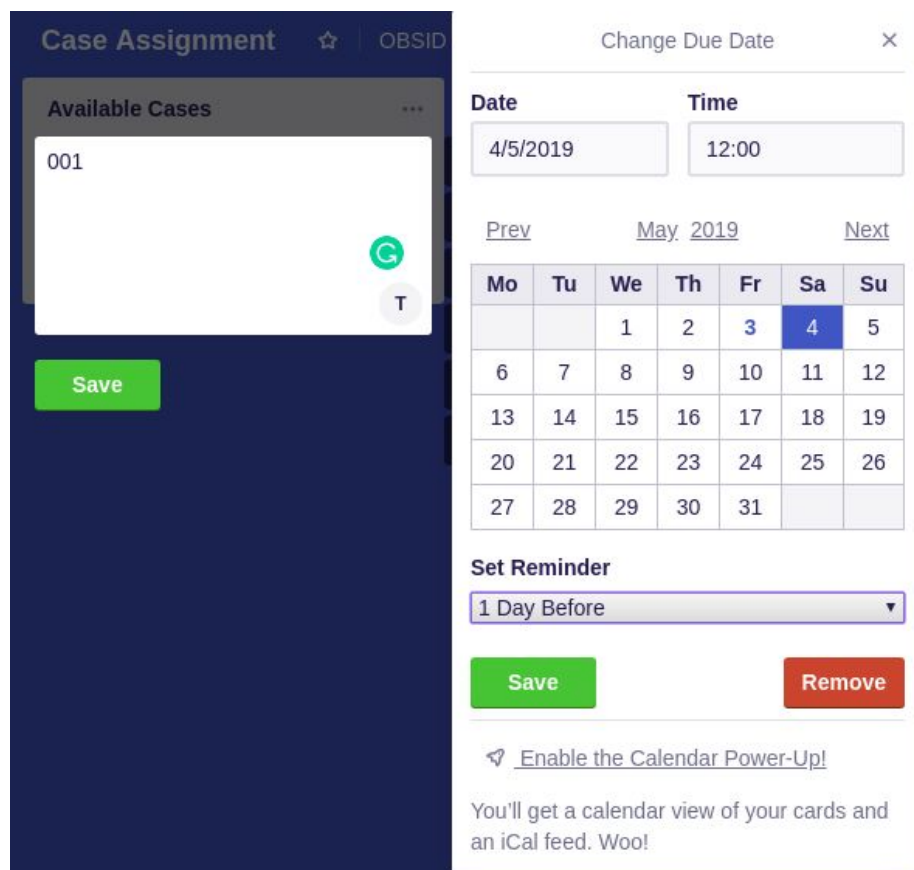 Case Assignment OBSID
Available Cases ...
001
T
Save
Change Due Date ×
Date Time
4/5/2019 12:00
Prev May 2019 Next
Mo Tu We Th Fr Sa Su
1 2 3 4 5
6 7 8 9 10 11 12
13 14 15 16 17 18 19
20 21 22 23 24 25 26
27 28 29 30 31
Set Reminder
1 Day Before
Save Remove
Enable the Calendar Power-Up!
You’ll get a calendar view of your cards and
an iCal feed. Woo!